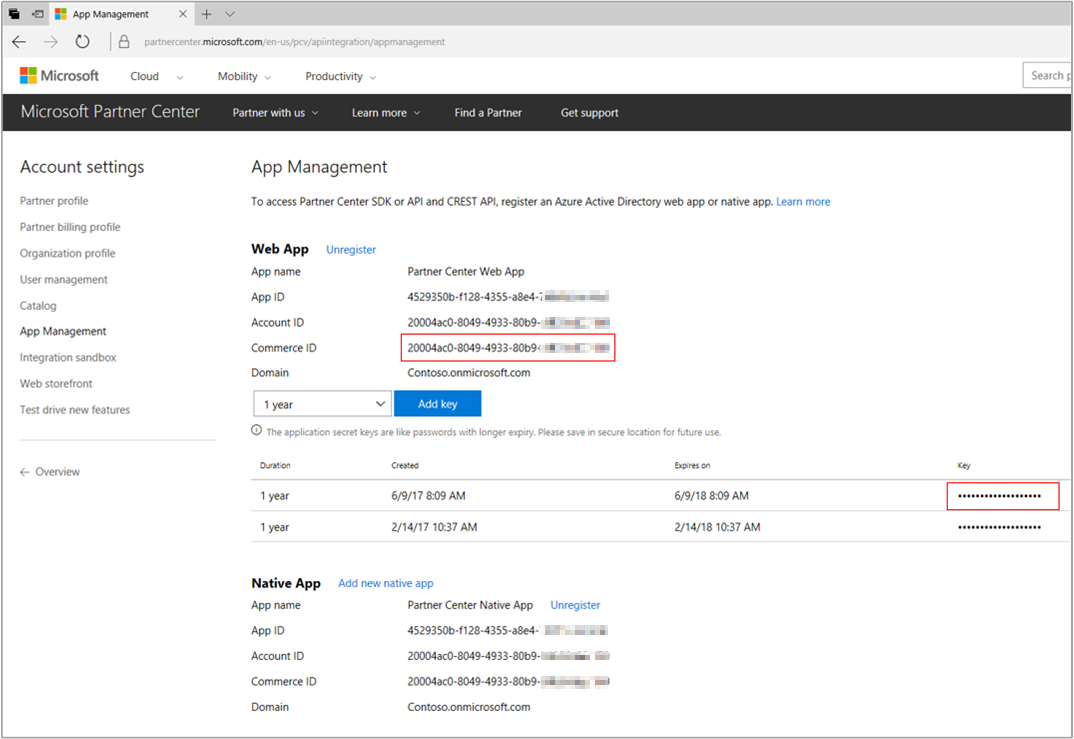 App Management
partnercenter.microsoft.com/en-us/pcv/apiintegration/appmanagement
Microsoft Cloud Mobility Productivity Search
Microsoft Partner Center Partner with us Learn more Find a Partner Get support
Account settings
Partner profile
Partner billing profile
Organization profile
User management
Catalog
App Management
Integration sandbox
Web storefront
Test drive new features
Overview
App Management
To access Partner Center SDK or API and CREST API, register an Azure Active Directory web app or native app. Learn more
Web App Unregister
App name Partner Center Web App
App ID 4529350b-f128-4355-a8e4-
Account ID 20004ac0-8049-4933-80b9-
Commerce ID 20004ac0-8049-4933-80b9-
Domain Contoso.onmicrosoft.com
1 year Add key
The application secret keys are like passwords with longer expiry. Please save in secure location for future use.
Duration Created Expires on Key
1 year 6/9/17 8:09 AM 6/9/18 8:09 AM
1 year 2/14/17 10:37 AM 2/14/18 10:37 AM
Native App Add new native app
App name Partner Center Native App Unregister
App ID 4529350b-f128-4355-a8e4-
Account ID 20004ac0-8049-4933-80b9-
Commerce ID 20004ac0-8049-4933-80b9-
Domain Contoso.onmicrosoft.com